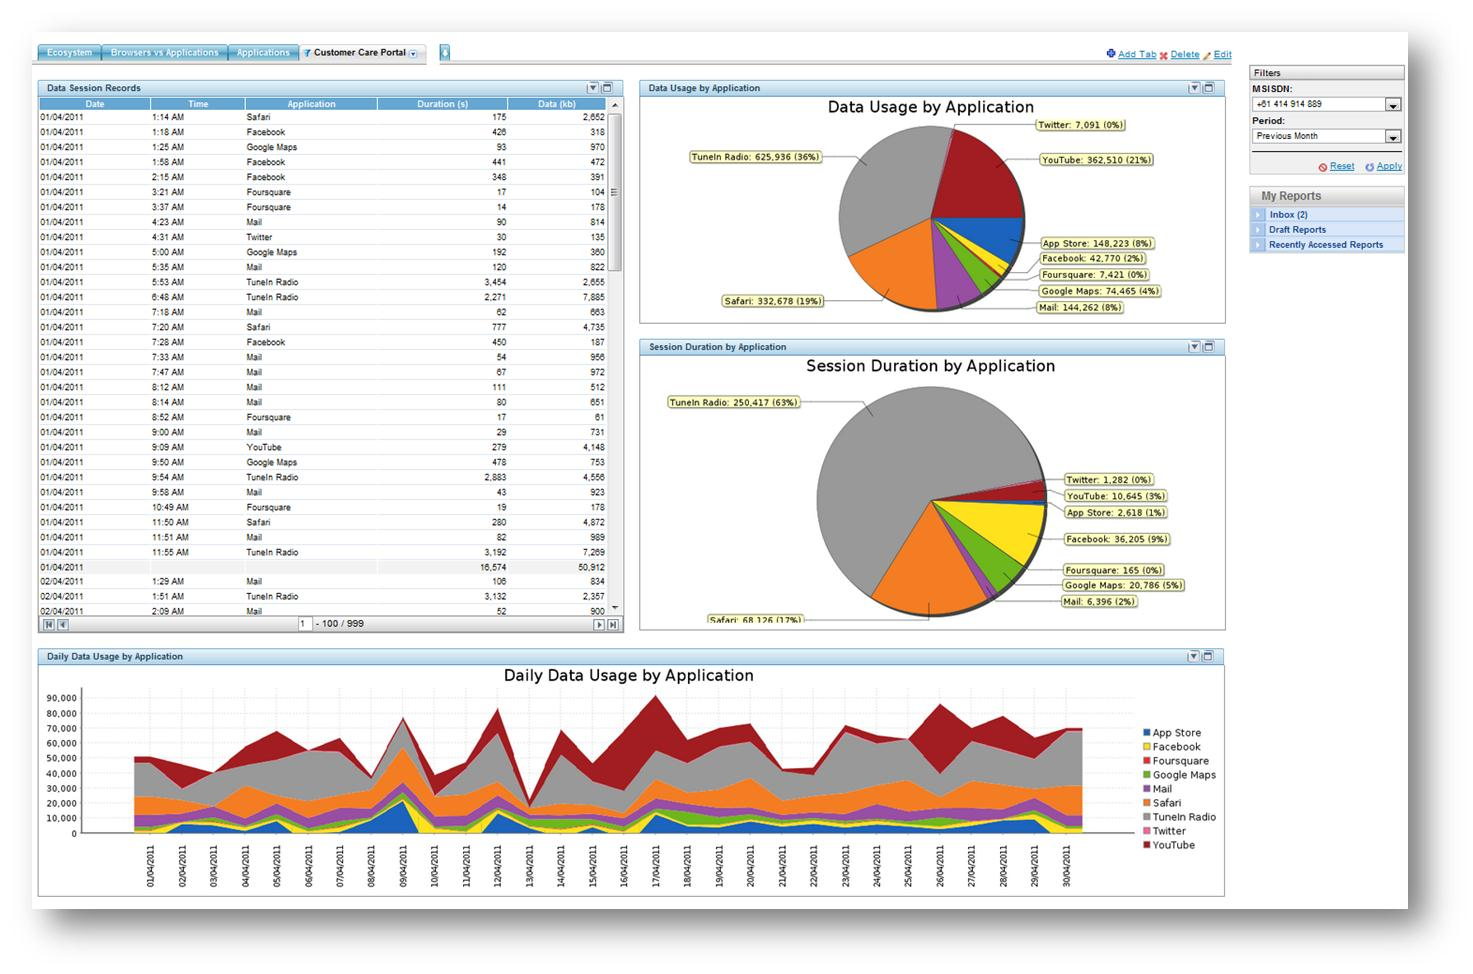 Ecosystem Browsers vs Applications Applications Customer Care Portal
Add Tab Delete Edit
Data Session Records
Date Time Application Duration (s) Data (kb)
01/04/2011 1:14 AM Safari 175 2,652
01/04/2011 1:18 AM Facebook 426 318
01/04/2011 1:25 AM Google Maps 93 970
01/04/2011 1:58 AM Facebook 441 472
01/04/2011 2:15 AM Facebook 348 391
01/04/2011 3:21 AM Foursquare 17 104
01/04/2011 3:37 AM Foursquare 14 178
01/04/2011 4:23 AM Mail 90 814
01/04/2011 4:31 AM Twitter 30 135
01/04/2011 5:00 AM Google Maps 192 360
01/04/2011 5:35 AM Mail 120 822
01/04/2011 5:53 AM TuneIn Radio 3,454 2,655
01/04/2011 6:48 AM TuneIn Radio 2,271 7,885
01/04/2011 7:18 AM Mail 62 663
01/04/2011 7:20 AM Safari 777 4,735
01/04/2011 7:28 AM Facebook 450 187
01/04/2011 7:33 AM Mail 54 956
01/04/2011 7:47 AM Mail 67 972
01/04/2011 8:12 AM Mail 111 512
01/04/2011 8:14 AM Mail 80 651
01/04/2011 8:52 AM Foursquare 17 61
01/04/2011 9:00 AM Mail 29 731
01/04/2011 9:09 AM YouTube 279 4,148
01/04/2011 9:50 AM Google Maps 478 753
01/04/2011 9:54 AM TuneIn Radio 2,883 4,556
01/04/2011 9:58 AM Mail 43 923
01/04/2011 10:49 AM Foursquare 19 178
01/04/2011 11:50 AM Safari 280 4,872
01/04/2011 11:51 AM Mail 82 989
01/04/2011 11:55 AM TuneIn Radio 3,192 7,269
01/04/2011 16,574 50,912
02/04/2011 1:29 AM Mail 106 834
02/04/2011 1:51 AM TuneIn Radio 3,132 2,357
02/04/2011 2:09 AM Mail 52 900
1 - 100 / 999
Data Usage by Application
Data Usage by Application
Twitter: 7,091 (0%)
TuneIn Radio: 625,936 (36%)
YouTube: 362,510 (21%)
App Store: 148,223 (8%)
Facebook: 42,770 (2%)
Foursquare: 7,421 (0%)
Google Maps: 74,465 (4%)
Safari: 332,678 (19%)
Mail: 144,262 (8%)
Session Duration by Application
Session Duration by Application
TuneIn Radio: 250,417 (63%)
Twitter: 1,282 (0%)
YouTube: 10,645 (3%)
App Store: 2,618 (1%)
Facebook: 36,205 (9%)
Foursquare: 165 (0%)
Google Maps: 20,786 (5%)
Mail: 6,396 (2%)
Safari: 68,126 (17%)
Filters
MSISDN:
+61 414 914 889
Period:
Previous Month
Reset Apply
My Reports
Inbox (2)
Draft Reports
Recently Accessed Reports
Daily Data Usage by Application
Daily Data Usage by Application
90,000
80,000
70,000
60,000
50,000
40,000
30,000
20,000
10,000
0
01/04/2011
02/04/2011
03/04/2011
04/04/2011
05/04/2011
06/04/2011
07/04/2011
08/04/2011
09/04/2011
10/04/2011
11/04/2011
12/04/2011
13/04/2011
14/04/2011
15/04/2011
16/04/2011
17/04/2011
18/04/2011
19/04/2011
20/04/2011
21/04/2011
22/04/2011
23/04/2011
24/04/2011
25/04/2011
26/04/2011
27/04/2011
28/04/2011
29/04/2011
30/04/2011
App Store
Facebook
Foursquare
Google Maps
Mail
Safari
TuneIn Radio
Twitter
YouTube